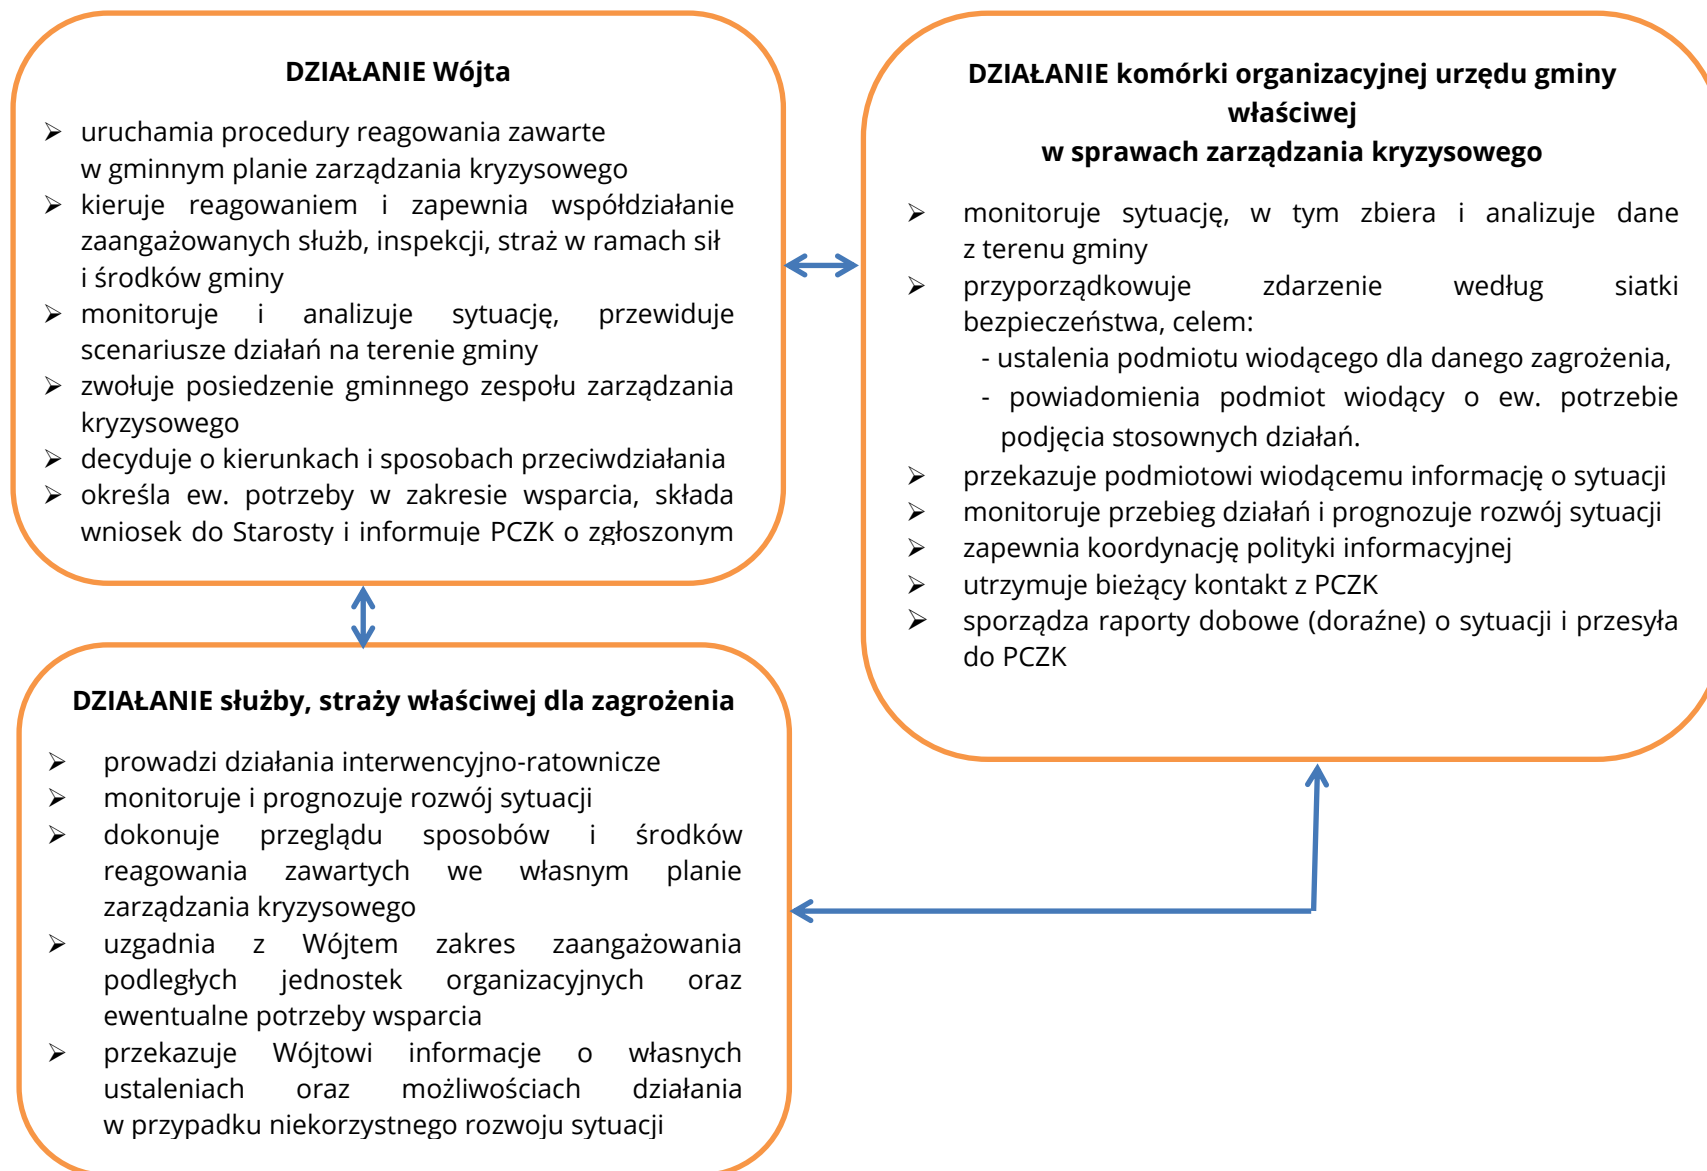 DZIAŁANIE Wójta
➢ uruchamia procedury reagowania zawarte
w gminnym planie zarządzania kryzysowego
➢ kieruje reagowaniem i zapewnia współdziałanie
zaangażowanych służb, inspekcji, straż w ramach sił
i środków gminy
➢ monitoruje i analizuje sytuację, przewiduje
scenariusze działań na terenie gminy
➢ zwołuje posiedzenie gminnego zespołu zarządzania
kryzysowego
➢ decyduje o kierunkach i sposobach przeciwdziałania
➢ określa ew. potrzeby w zakresie wsparcia, składa
wniosek do Starosty i informuje PCZK o zgłoszonym
DZIAŁANIE komórki organizacyjnej urzędu gminy
właściwej
w sprawach zarządzania kryzysowego
➢ monitoruje sytuację, w tym zbiera i analizuje dane
z terenu gminy
➢ przyporządkowuje zdarzenie według siatki
bezpieczeństwa, celem:
- ustalenia podmiotu wiodącego dla danego zagrożenia,
- powiadomienia podmiot wiodący o ew. potrzebie
podjęcia stosownych działań.
➢ przekazuje podmiotowi wiodącemu informację o sytuacji
➢ monitoruje przebieg działań i prognozuje rozwój sytuacji
➢ zapewnia koordynację polityki informacyjnej
➢ utrzymuje bieżący kontakt z PCZK
➢ sporządza raporty dobowe (doraźne) o sytuacji i przesyła
do PCZK
DZIAŁANIE służby, straży właściwej dla zagrożenia
➢ prowadzi działania interwencyjno-ratownicze
➢ monitoruje i prognozuje rozwój sytuacji
➢ dokonuje przeglądu sposobów i środków
reagowania zawartych we własnym planie
zarządzania kryzysowego
➢ uzgadnia z Wójtem zakres zaangażowania
podległych jednostek organizacyjnych oraz
ewentualne potrzeby wsparcia
➢ przekazuje Wójtowi informacje o własnych
ustaleniach oraz możliwościach działania
w przypadku niekorzystnego rozwoju sytuacji